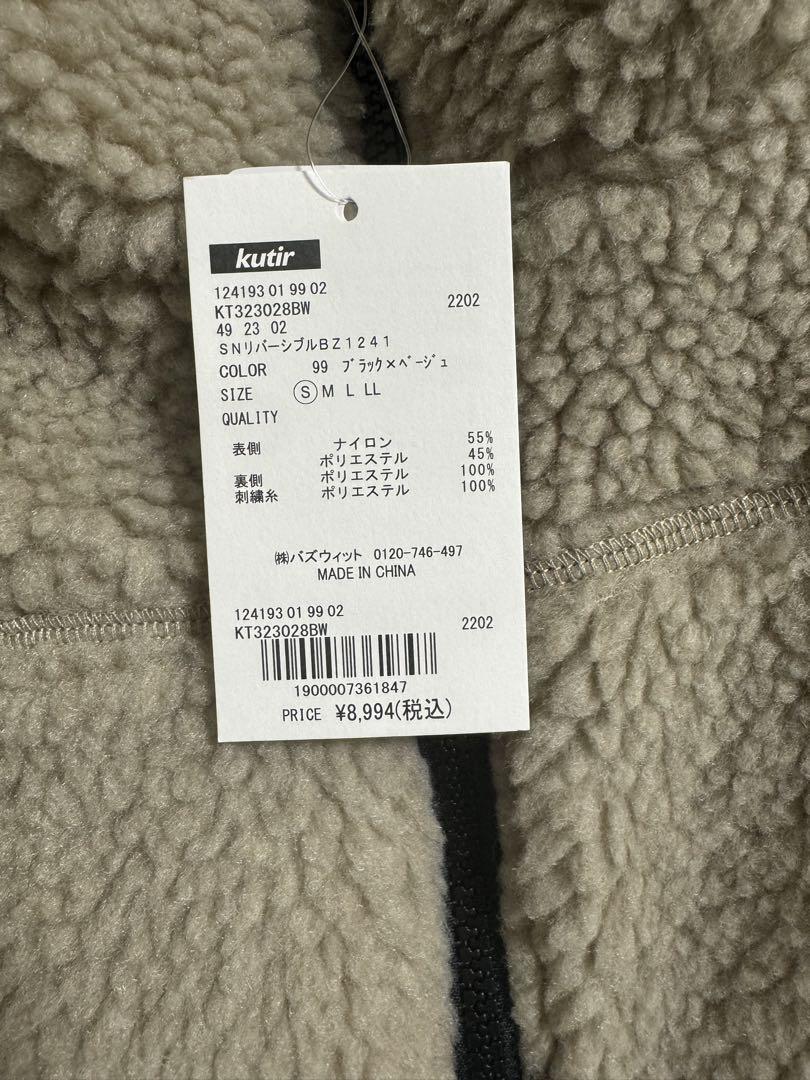 kutir
124193 01 99 02
KT323028BW 2202
49 23 02
SNリバーシブルBZ1241
COLOR 99 ブラック×ベージュ
SIZE Ⓢ M L LL
QUALITY
表側 ナイロン 55%
ポリエステル 45%
裏側 ポリエステル 100%
刺繍糸 ポリエステル 100%
㈱バズウィット 0120-746-497
MADE IN CHINA
124193 01 99 02
KT323028BW 2202
1900007361847
PRICE ¥8,994(税込)